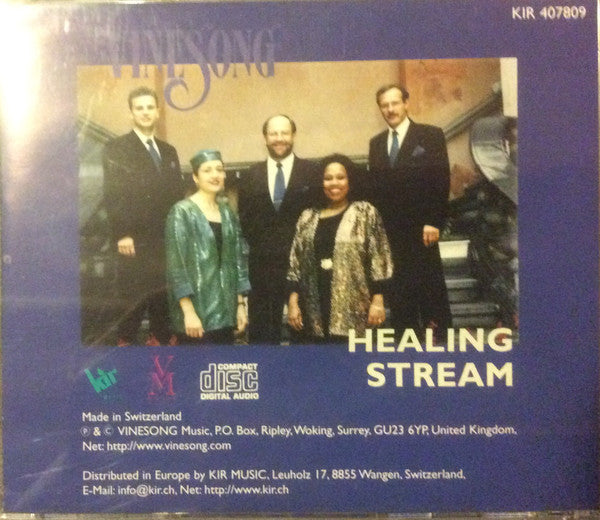 KIR 407809
VINESONG
HEALING
STREAM
kir
VM
COMPACT
disc
DIGITAL AUDIO
Made in Switzerland
℗ & © VINESONG Music, P.O. Box, Ripley, Woking, Surrey, GU23 6YP, United Kingdom,
Net: http://www.vinesong.com
Distributed in Europe by KIR MUSIC, Leuholz 17, 8855 Wangen, Switzerland,
E-Mail: info@kir.ch, Net: http://www.kir.ch